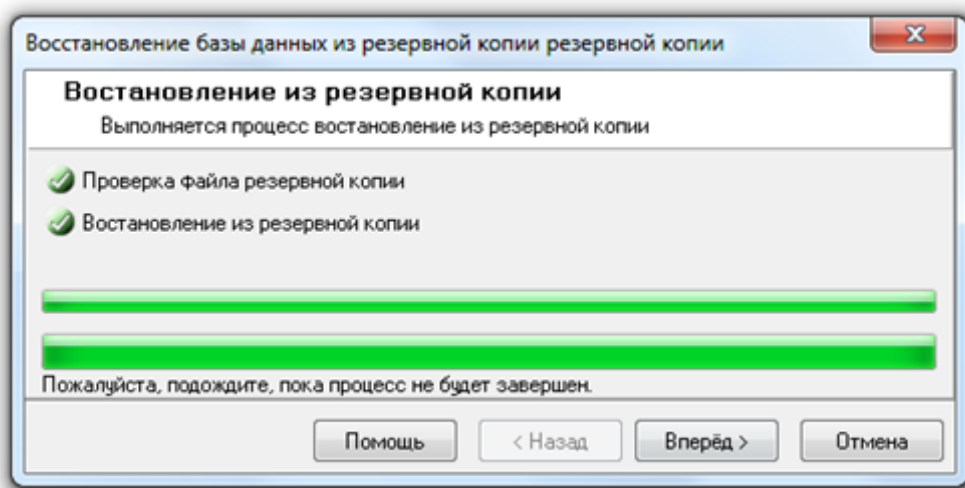 Восстановление базы данных из резервной копии резервной копии
Востановление из резервной копии
Выполняется процесс востановление из резервной копии
Проверка файла резервной копии
Востановление из резервной копии
Пожалуйста, подождите, пока процесс не будет завершен.
Помощь < Назад Вперёд > Отмена